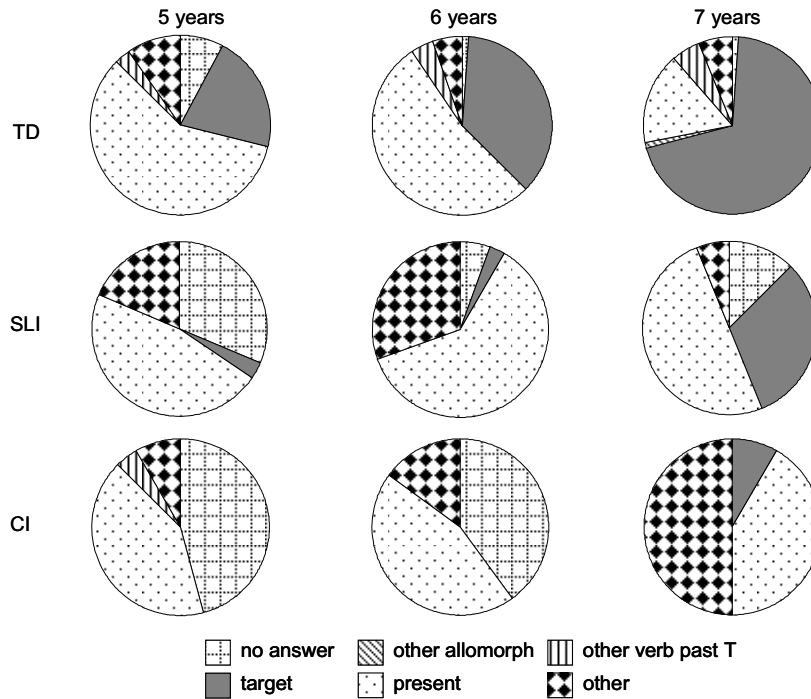 5 years 6 years 7 years
TD
SLI
CI
no answer other allomorph other verb past T
target present other